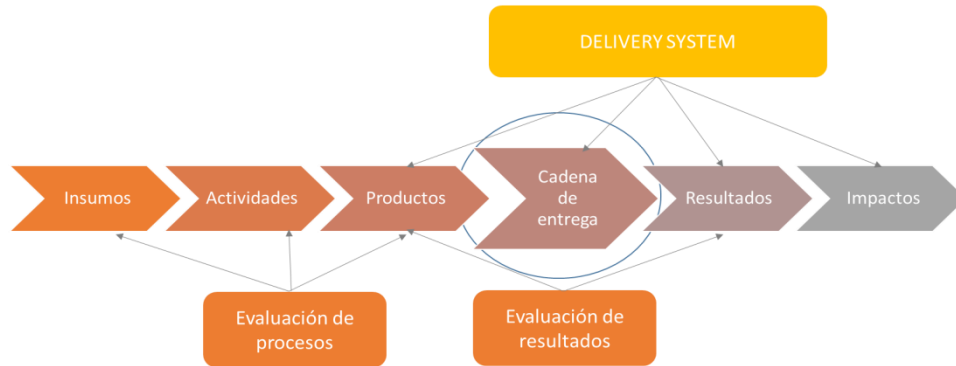 DELIVERY SYSTEM
Insumos
Actividades
Productos
Cadena
de
entrega
Resultados
Impactos
Evaluación de
procesos
Evaluación de
resultados